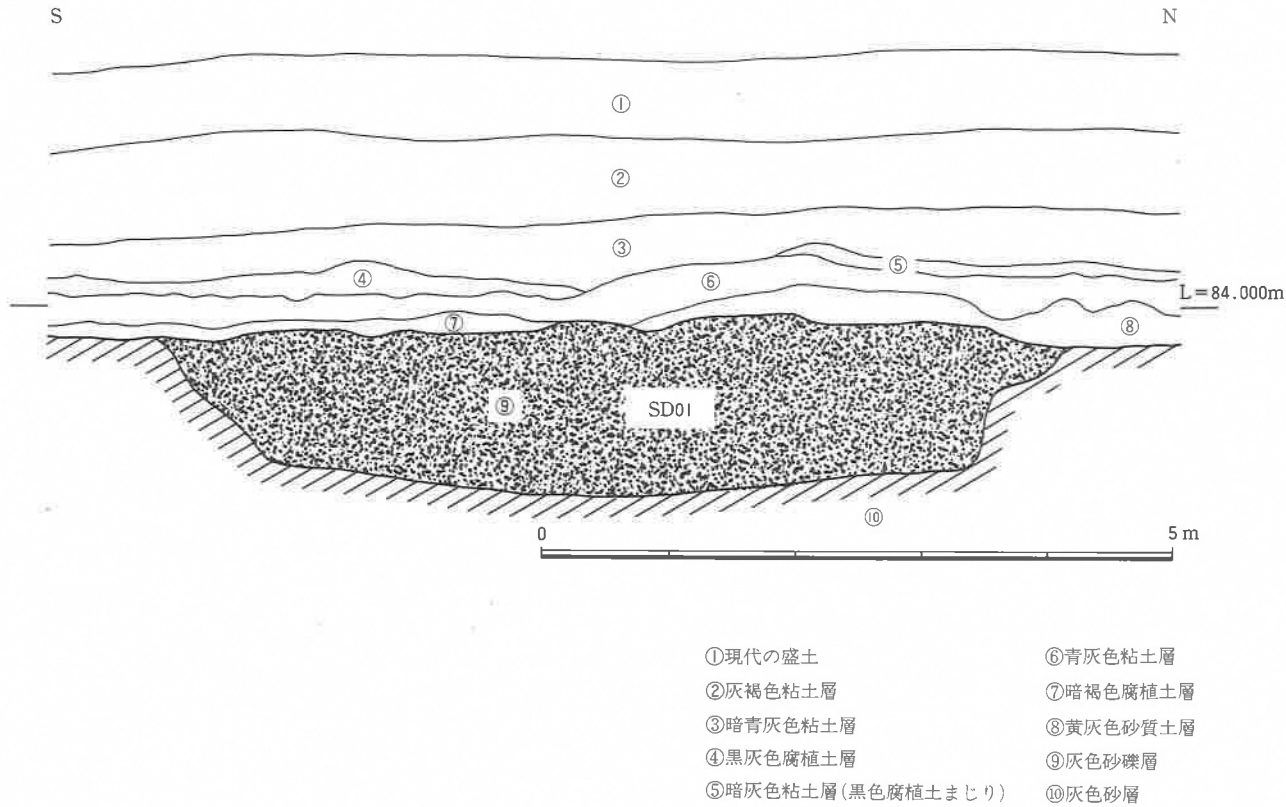 S
N
①
②
③
④
⑤
⑥
L=84.000m
⑦
⑧
⑨
SD01
⑩
0
5 m
①現代の盛土
②灰褐色粘土層
③暗青灰色粘土層
④黒灰色腐植土層
⑤暗灰色粘土層(黒色腐植土まじり)
⑥青灰色粘土層
⑦暗褐色腐植土層
⑧黄灰色砂質土層
⑨灰色砂礫層
⑩灰色砂層